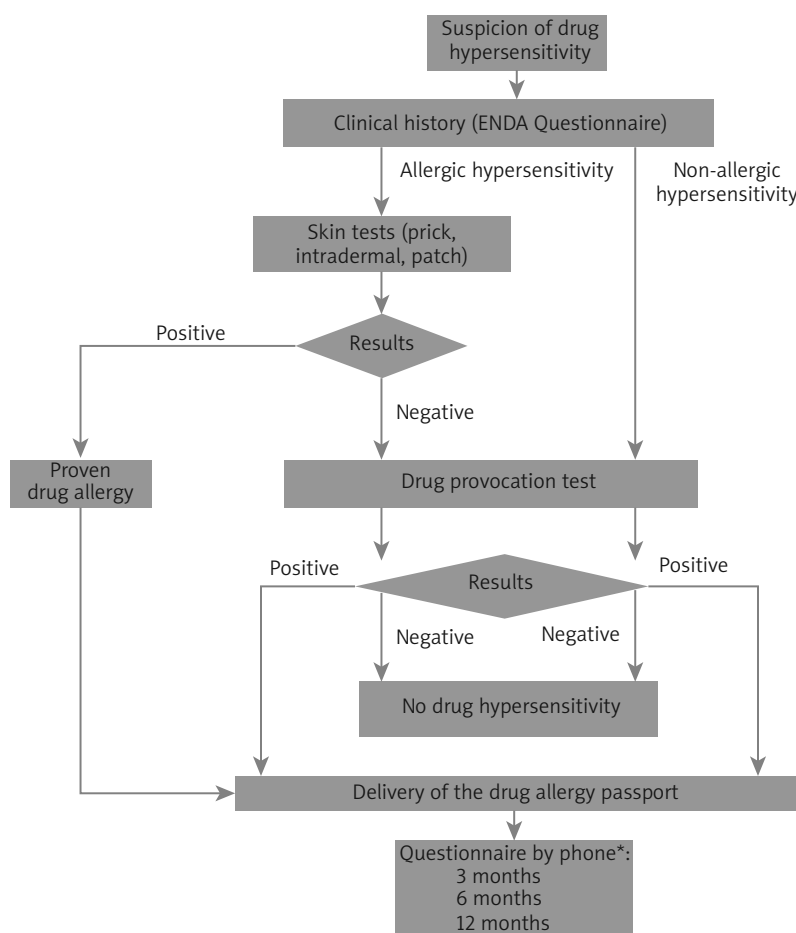 Suspicion of drug
hypersensitivity
Clinical history (ENDA Questionnaire)
Allergic hypersensitivity
Non-allergic
hypersensitivity
Skin tests (prick,
intradermal, patch)
Positive
Results
Negative
Proven
drug allergy
Drug provocation test
Positive
Results
Positive
Negative
Negative
No drug hypersensitivity
Delivery of the drug allergy passport
Questionnaire by phone*:
3 months
6 months
12 months